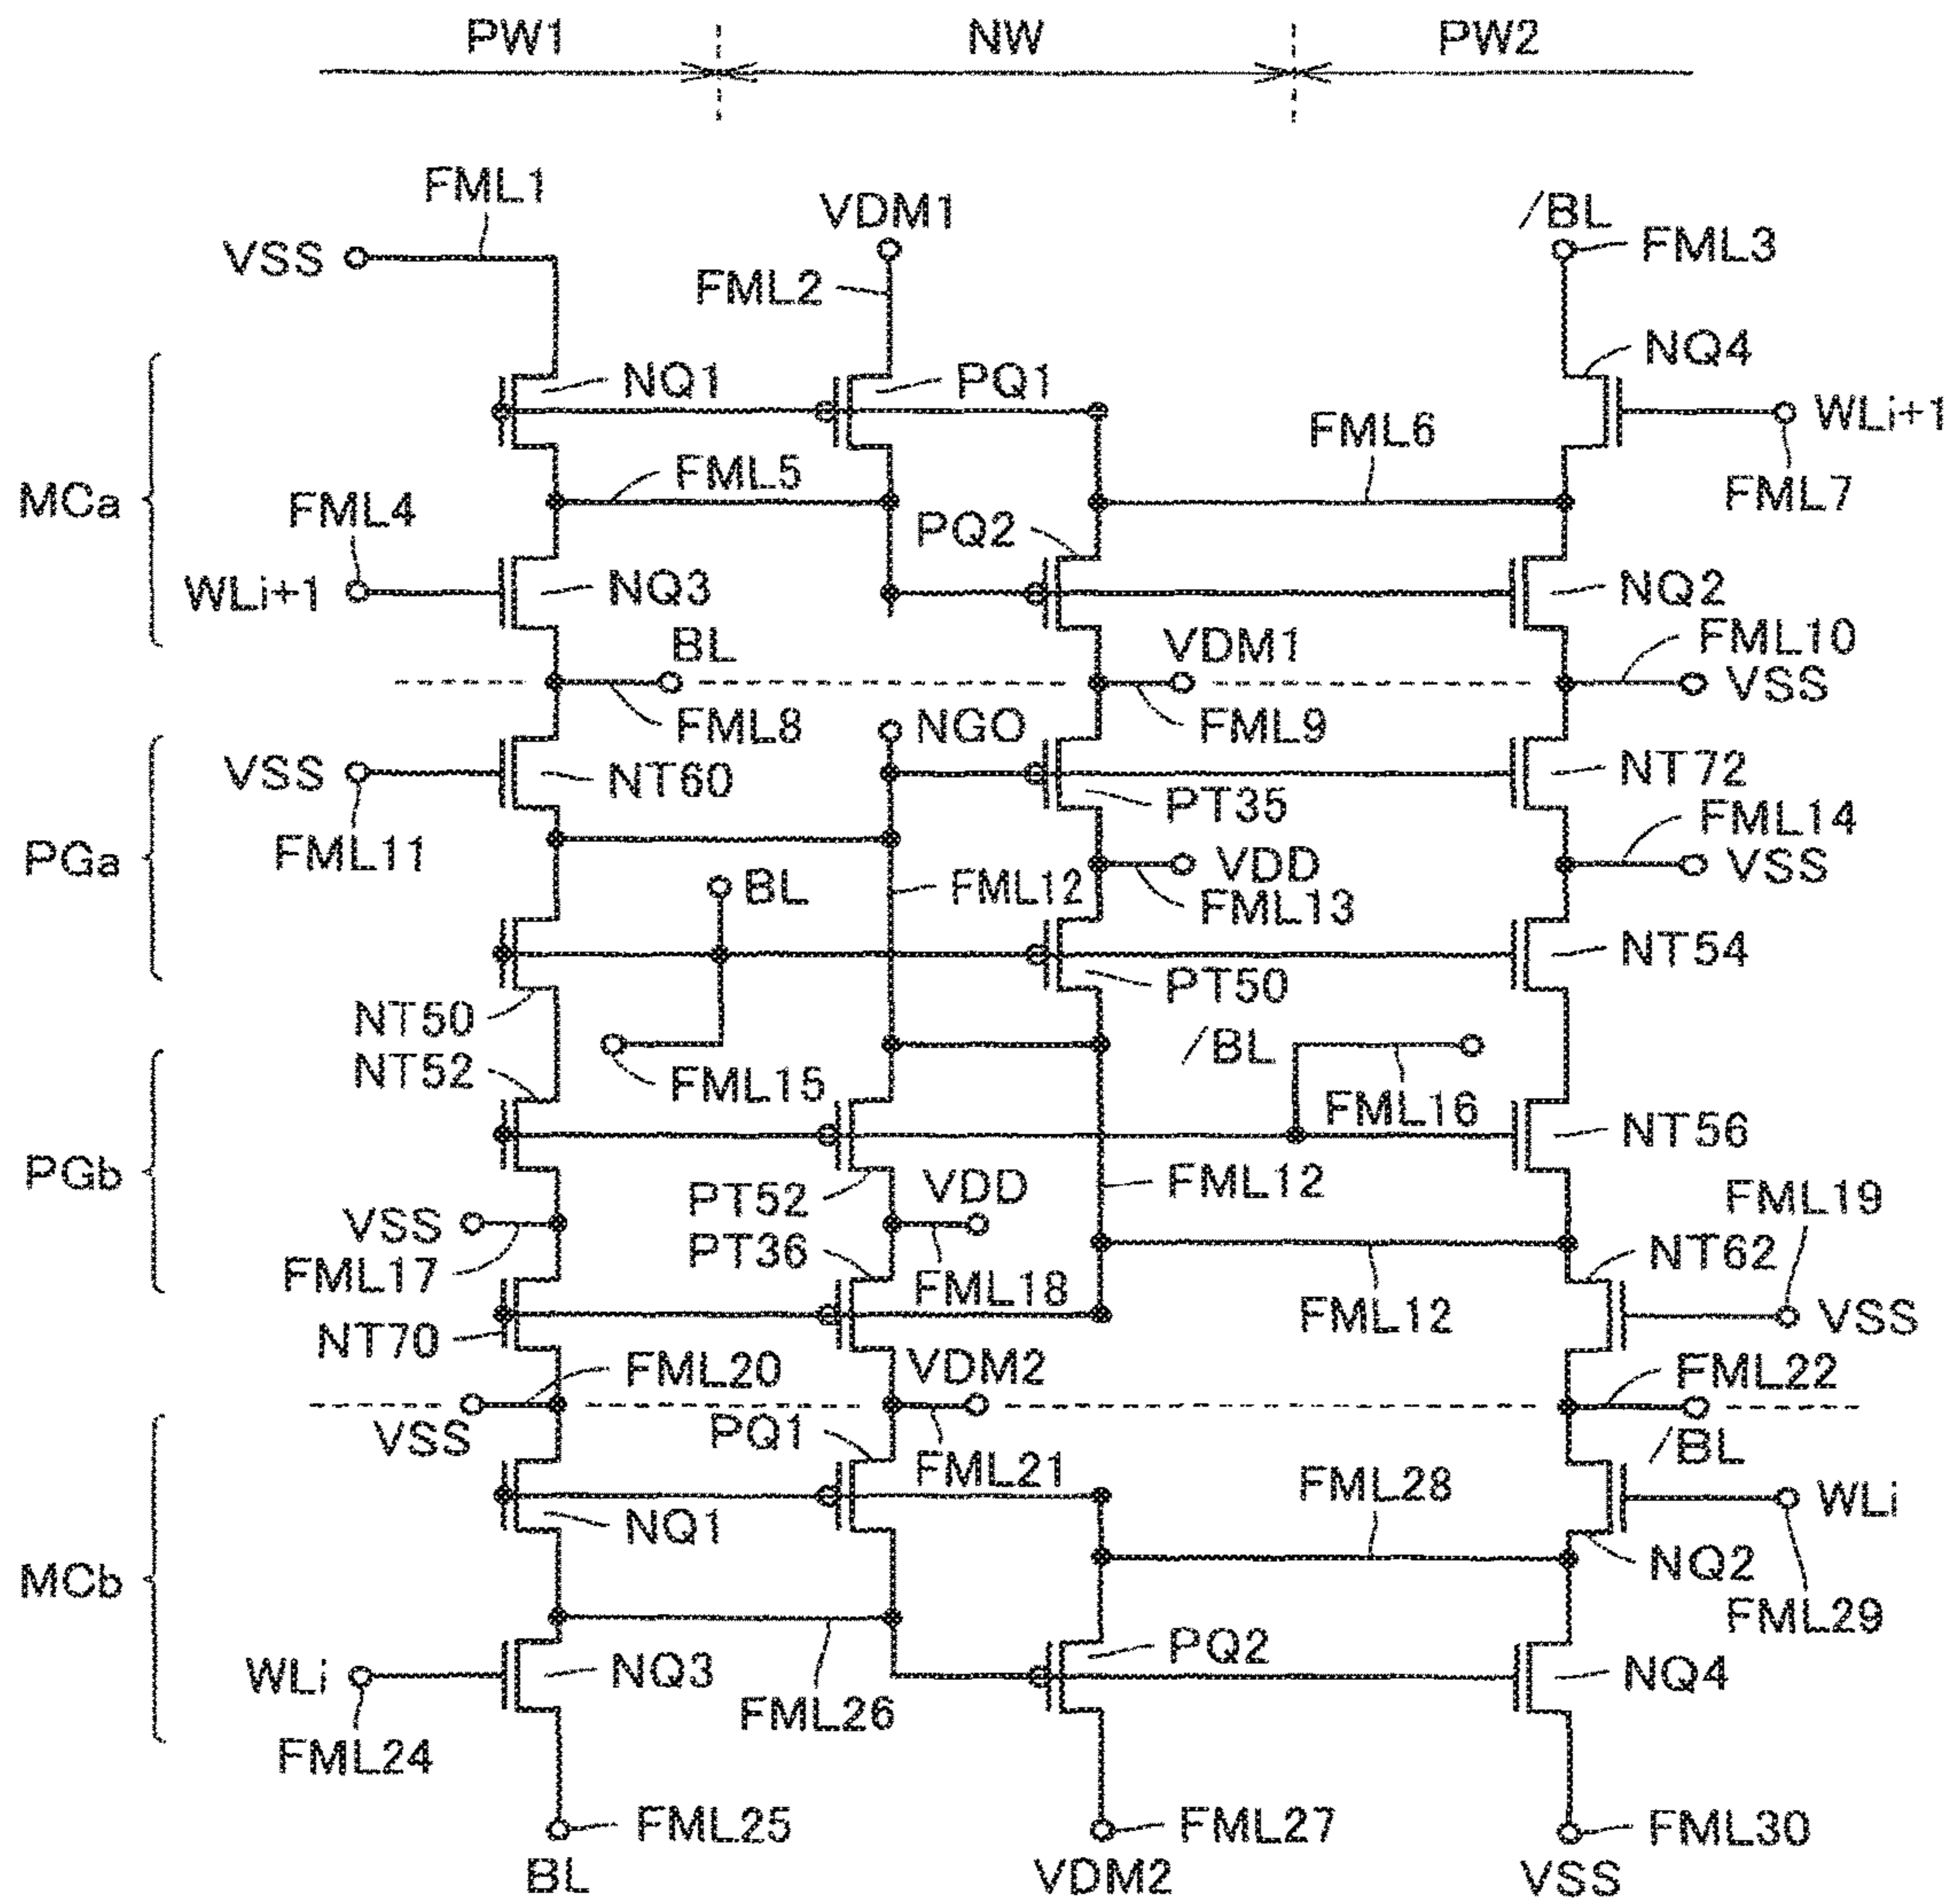 PW1 NW PW2
FML1
VDM1
/BL
VSS
FML3
FML2
NQ4
NQ1
PQ1
WLi+1
FML6
FML5
MCa
FML7
FML4
PQ2
WLi+1
NQ3
NQ2
BL
VDM1
FML10
VSS
FML8
NGO
FML9
VSS
NT60
NT72
PT35
FML14
FML11
PGa
VDD
VSS
BL
FML12
FML13
NT54
PT50
NT50
/BL
NT52
FML15
FML16
NT56
PGb
FML12
VDD
PT52
FML19
VSS
PT36
NT62
FML17
FML18
FML12
VSS
NT70
VDM2
FML20
FML22
VSS
PQ1
/BL
FML21
FML28
WLi
NQ1
NQ2
MCb
FML29
PQ2
WLi
NQ3
NQ4
FML26
FML24
FML25
FML27
FML30
BL
VDM2
VSS